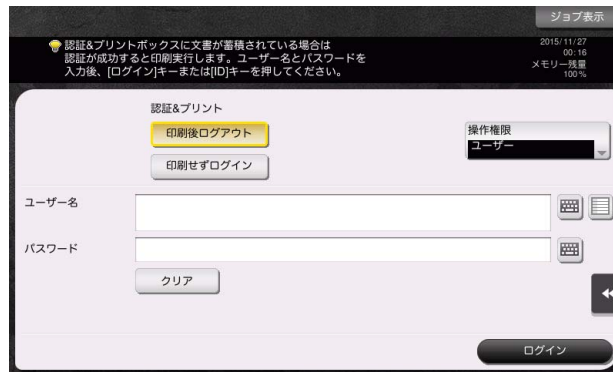 ジョブ表示
認証&プリントボックスに文書が蓄積されている場合は
認証が成功すると印刷実行します。ユーザー名とパスワードを
入力後、[ログイン]キーまたは[ID]キーを押してください。
2015/11/27
00:16
メモリー残量
100%
認証&プリント
印刷後ログアウト
操作権限
ユーザー
印刷せずログイン
ユーザー名
パスワード
クリア
ログイン